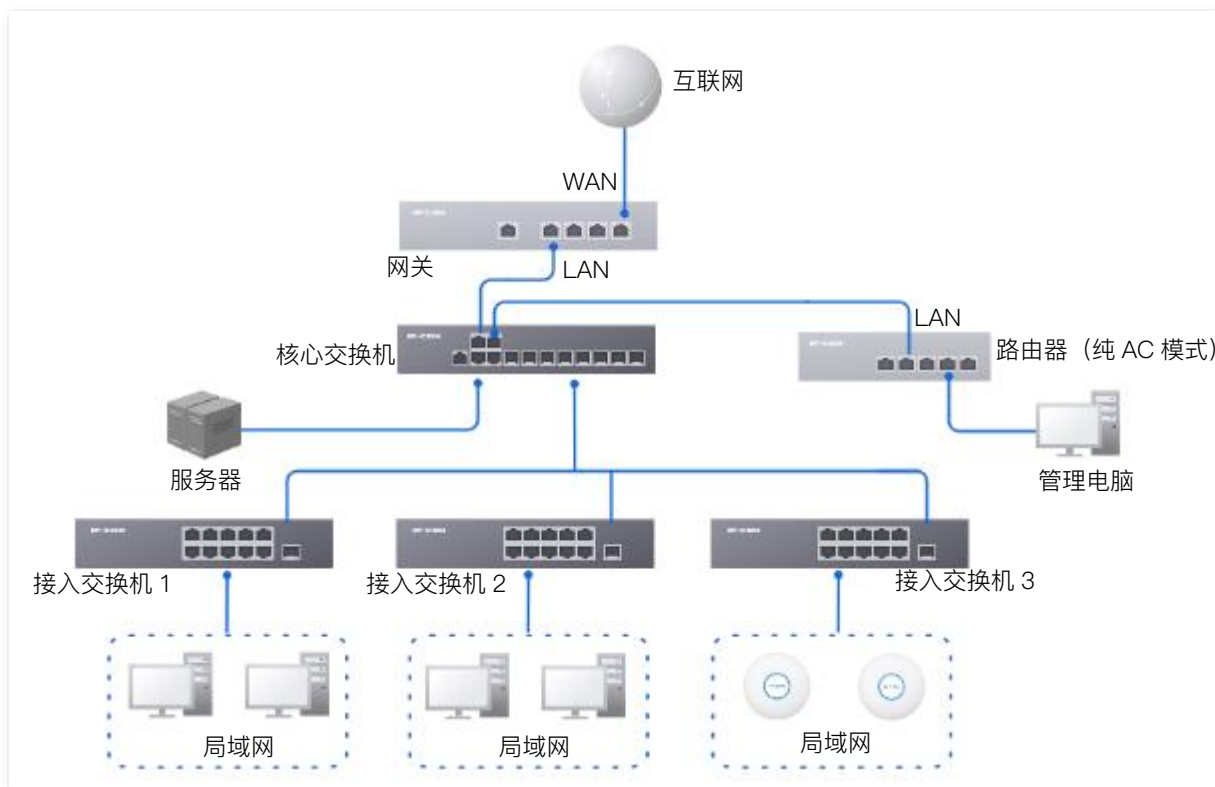 互联网
WAN
网关
LAN
LAN
核心交换机
路由器（纯 AC 模式）
服务器
管理电脑
接入交换机 1
接入交换机 2
接入交换机 3
局域网
局域网
局域网